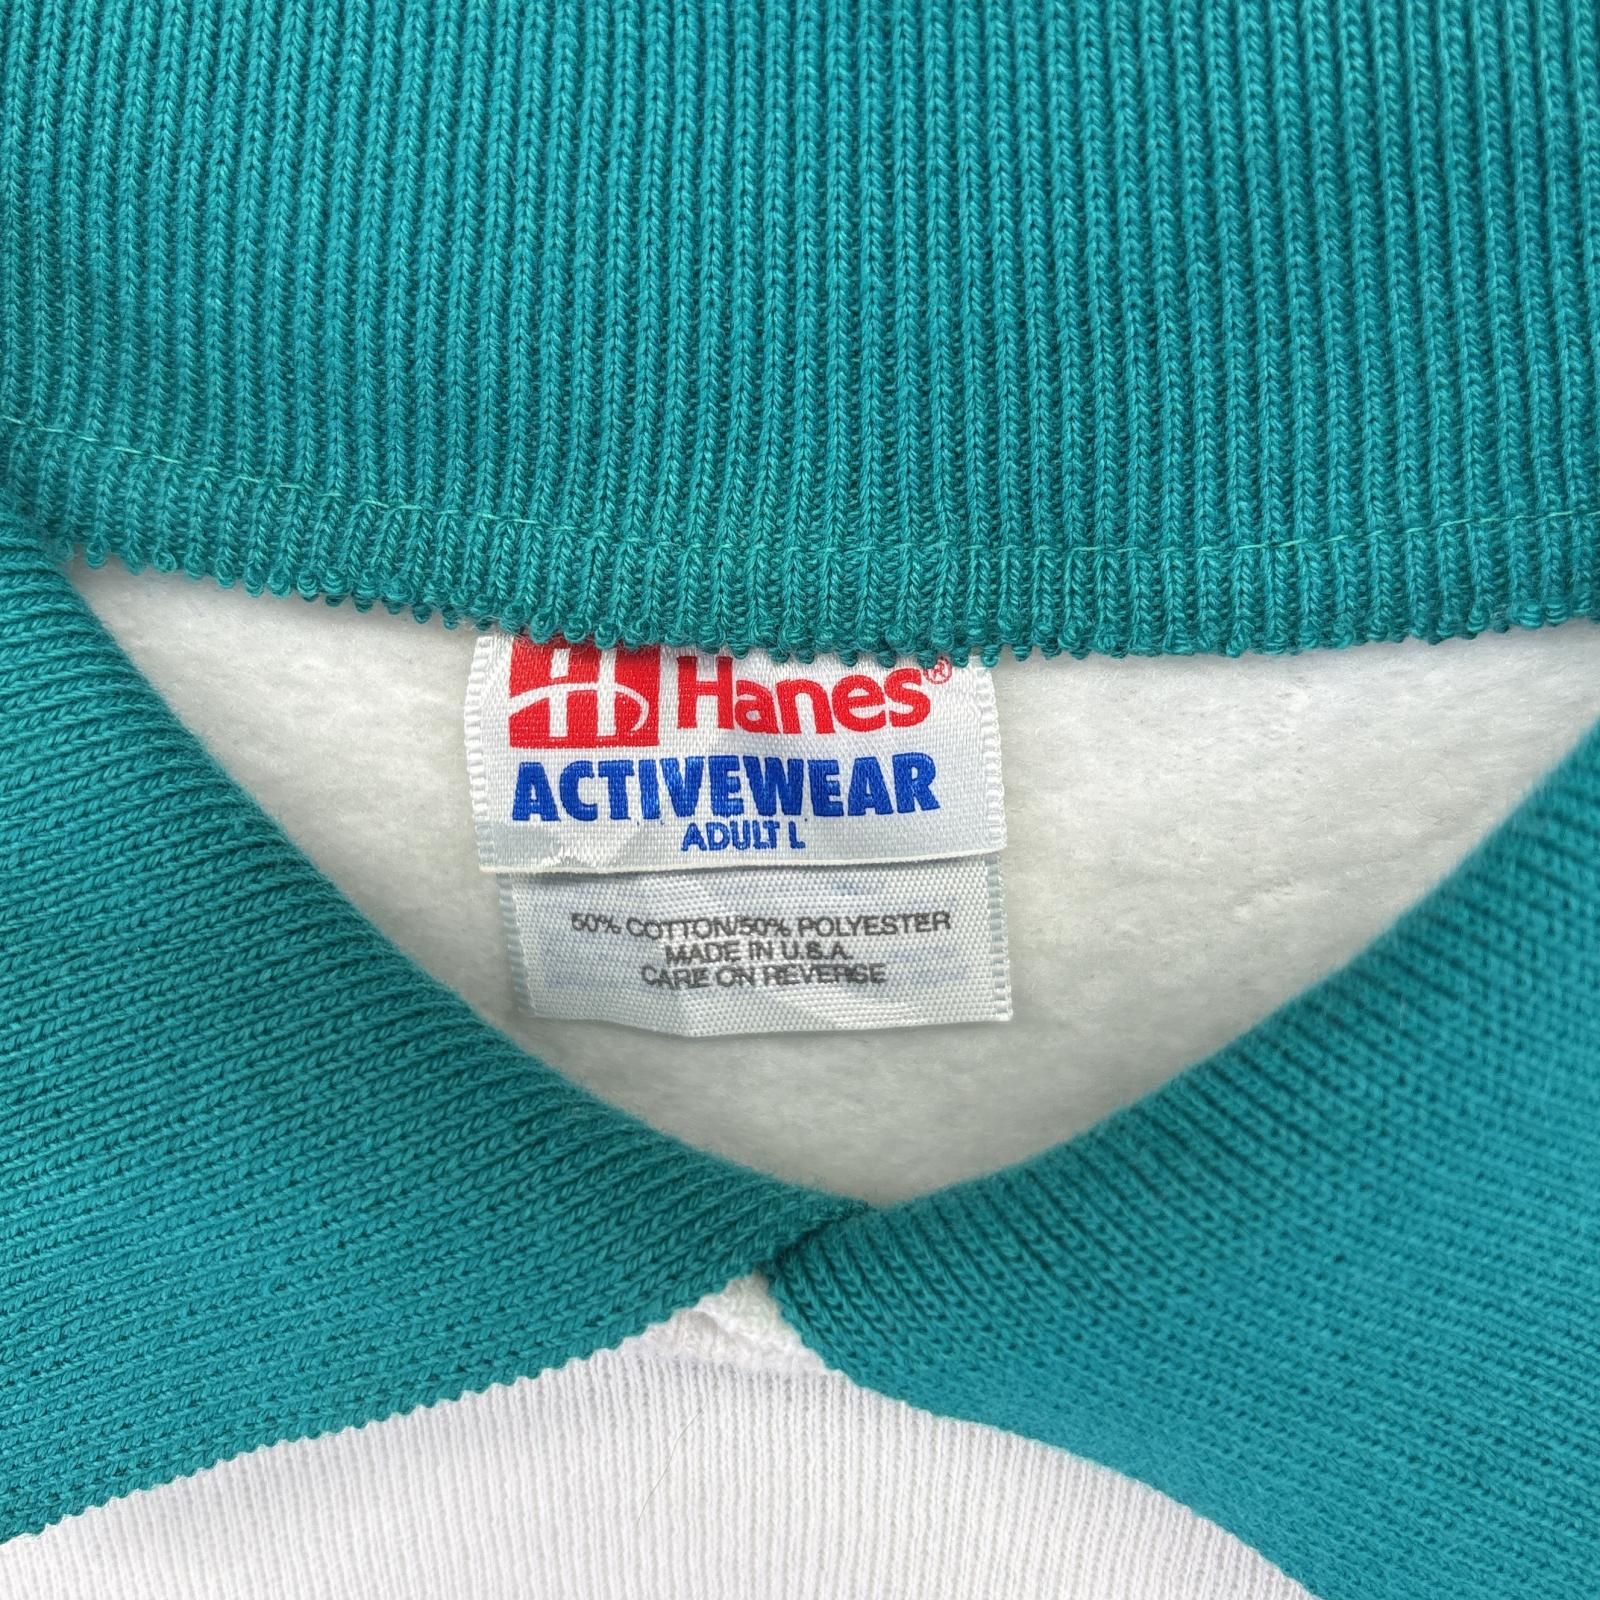 H Hanes®
ACTIVEWEAR
ADULT L
50% COTTON/50% POLYESTER
MADE IN U.S.A.
CARE ON REVERSE